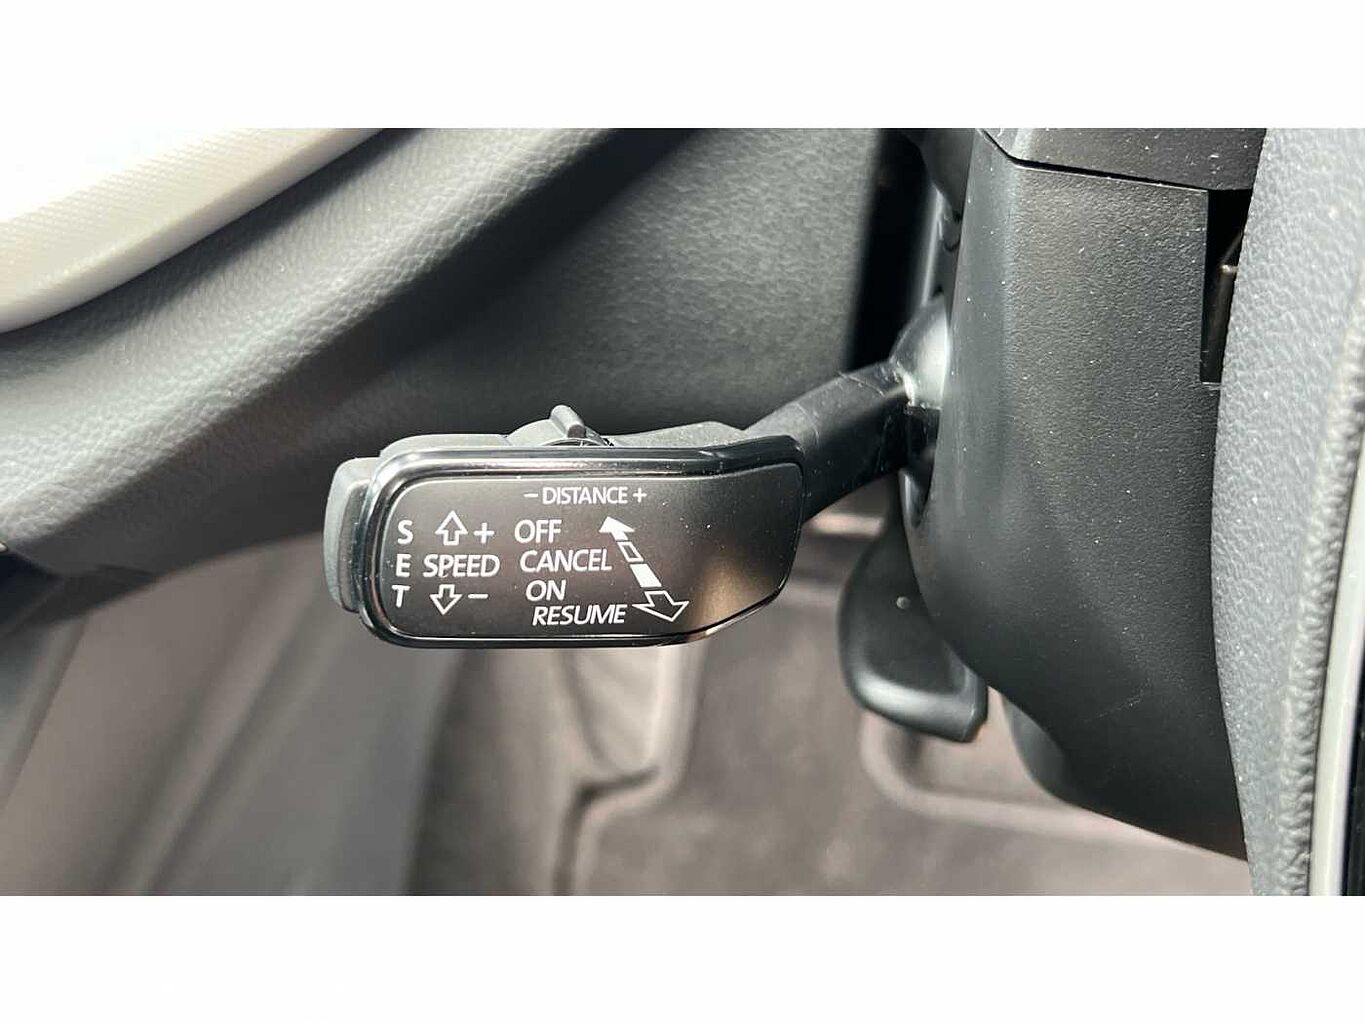 - DISTANCE +
S + OFF
E SPEED CANCEL
T - ON
RESUME